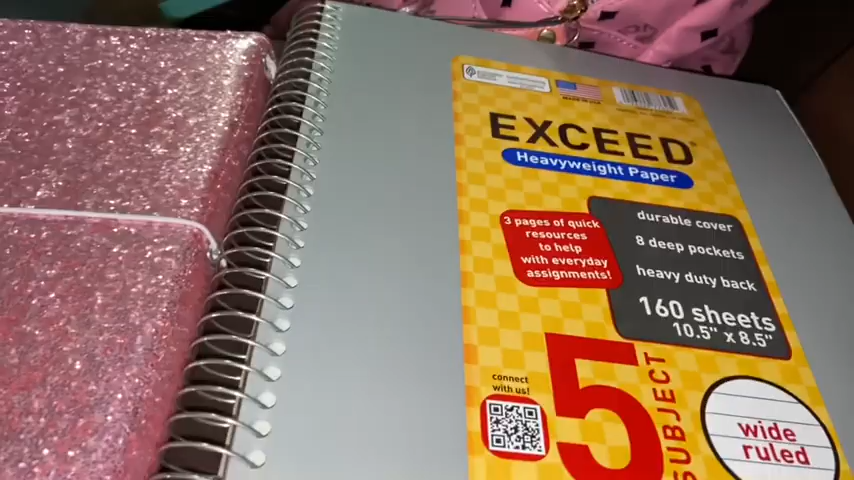 MADE IN USA
EXCEED
Heavyweight Paper
3 pages of quick
resources
to help
with everyday
assignments!
durable cover
8 deep pockets
heavy duty back
160 sheets
10.5" x 8.5"
connect
with us!
5
SUBJECT
wide
ruled